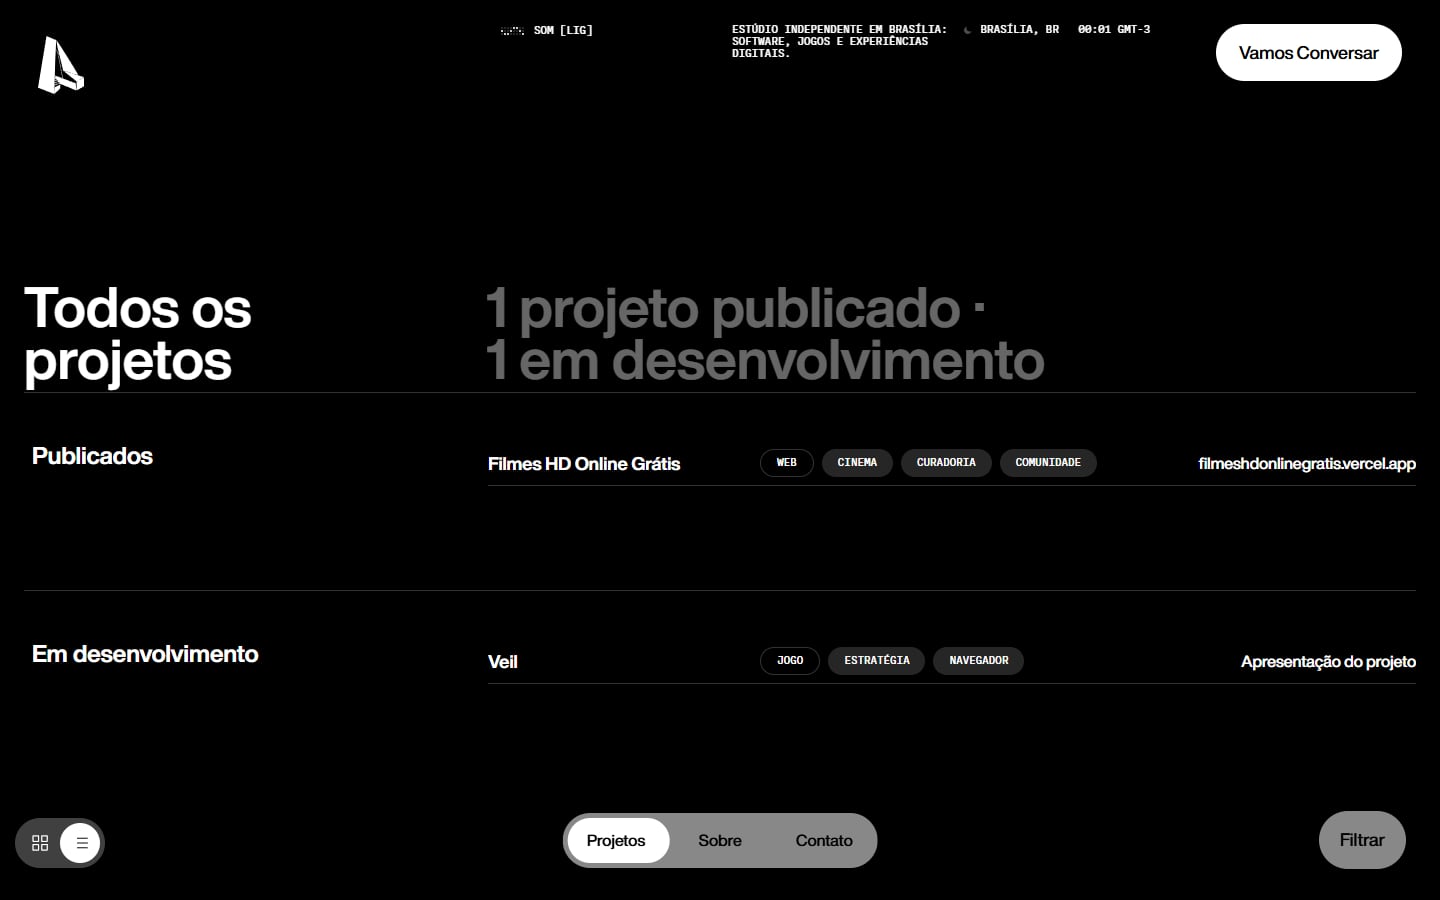 SOM [LIG]
ESTÚDIO INDEPENDENTE EM BRASÍLIA:
SOFTWARE, JOGOS E EXPERIÊNCIAS
DIGITAIS.
BRASÍLIA, BR 00:01 GMT-3
Vamos Conversar
Todos os
projetos
1 projeto publicado ·
1 em desenvolvimento
Publicados
Filmes HD Online Grátis
WEB
CINEMA
CURADORIA
COMUNIDADE
filmeshdonlinegratis.vercel.app
Em desenvolvimento
Veil
JOGO
ESTRATÉGIA
NAVEGADOR
Apresentação do projeto
Projetos
Sobre
Contato
Filtrar